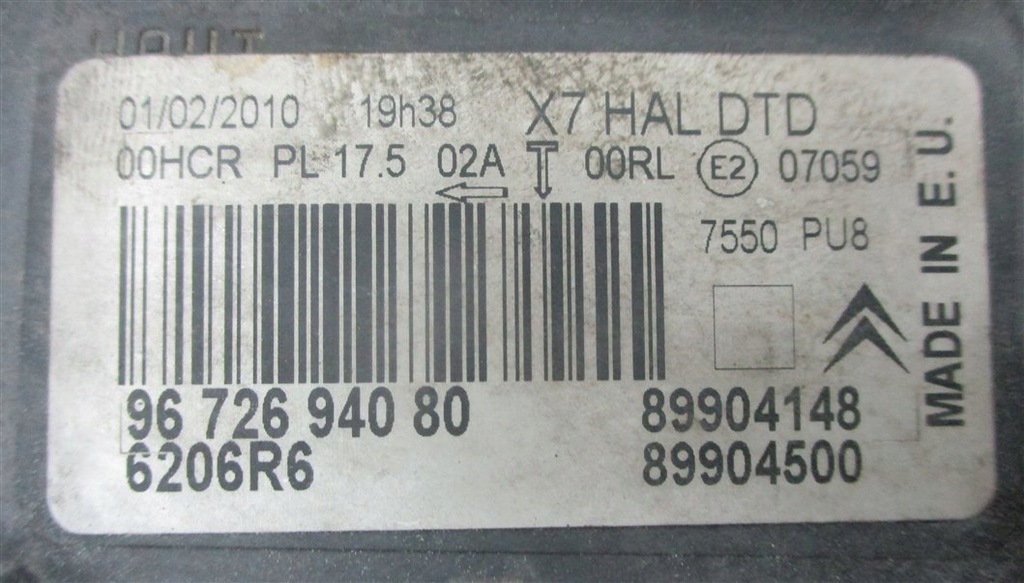 HAUT
01/02/2010 19h38 X7 HAL DTD
00HCR PL 17.5 02A 00RL E2 07059
7550 PU8
96 726 940 80 89904148
6206R6 89904500
MADE IN E.U.